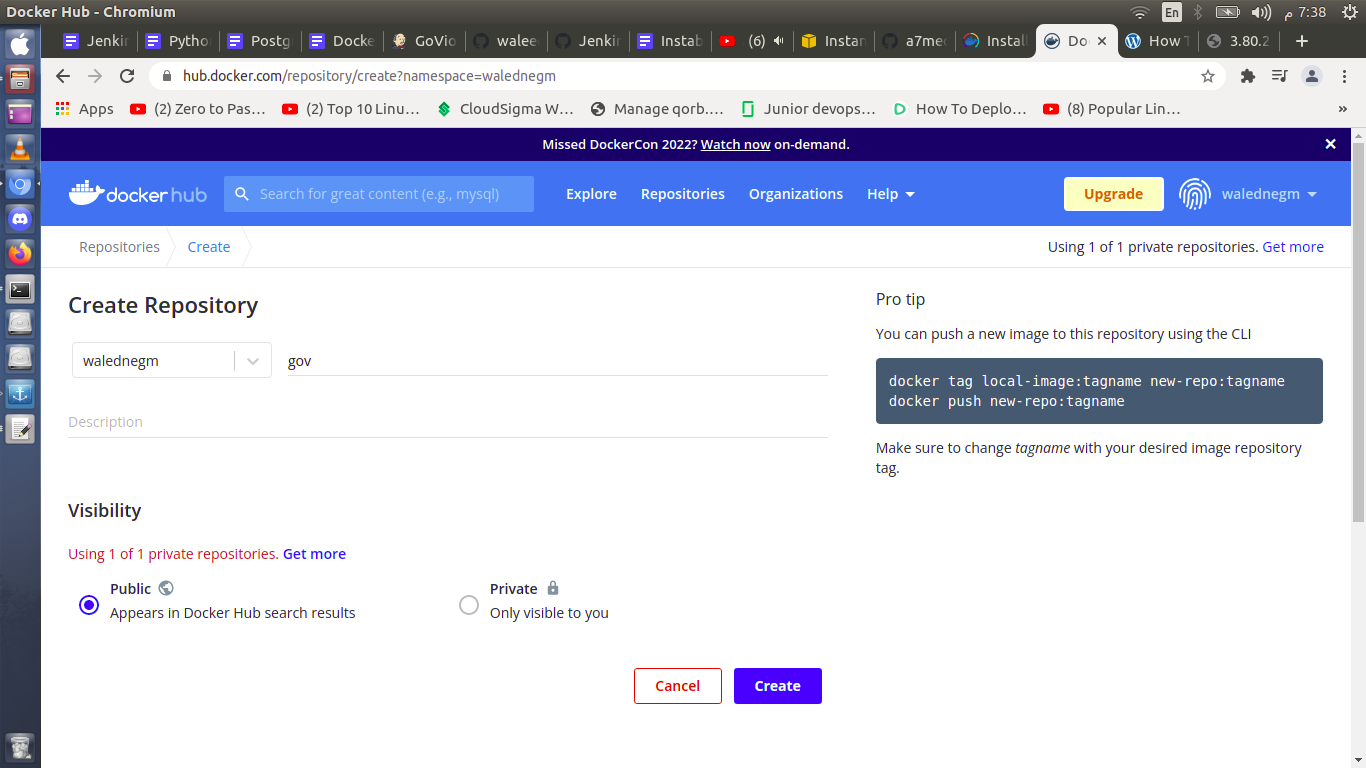 Docker Hub - Chromium
En
7:38 م
Jenkin
Pytho
Postg
Docke
GoVio
walee
Jenkin
Instab
(6)
Instan
a7med
Install
Do
How T
3.80.2
hub.docker.com/repository/create?namespace=walednegm
Apps
(2) Zero to Pas…
(2) Top 10 Linu…
CloudSigma W…
Manage qorb.…
Junior devops…
How To Deplo…
(8) Popular Lin…
»
Missed DockerCon 2022? Watch now on-demand.
docker hub
Search for great content (e.g., mysql)
Explore
Repositories
Organizations
Help
Upgrade
walednegm
Repositories
Create
Using 1 of 1 private repositories. Get more
Create Repository
walednegm
gov
Description
Pro tip
You can push a new image to this repository using the CLI
docker tag local-image:tagname new-repo:tagname
docker push new-repo:tagname
Make sure to change tagname with your desired image repository
tag.
Visibility
Using 1 of 1 private repositories. Get more
Public
Appears in Docker Hub search results
Private
Only visible to you
Cancel
Create